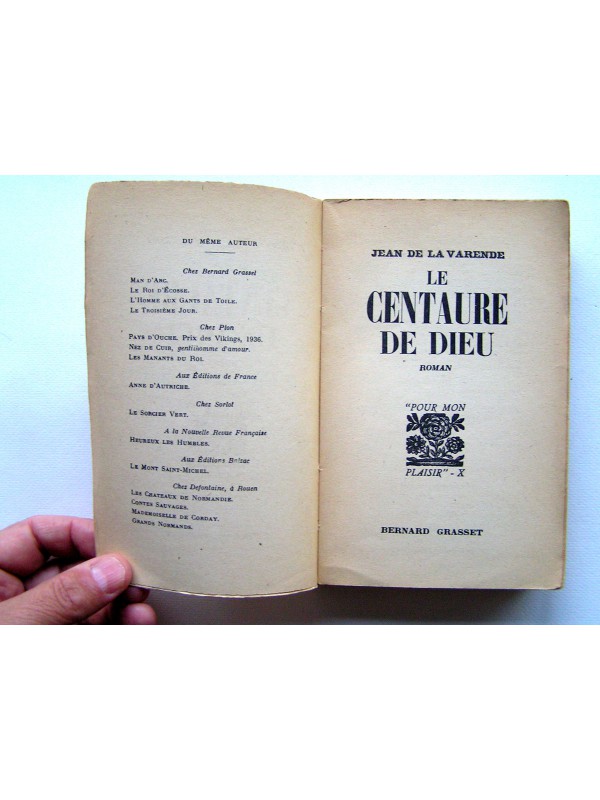 DU MÊME AUTEUR
Chez Bernard Grasset
MAN D'ARC.
LE ROI D'ÉCOSSE.
L'HOMME AUX GANTS DE TOILE.
LE TROISIÈME JOUR.
Chez Plon
PAYS D'OUCHE. Prix des Vikings, 1936.
NEZ DE CUIR, gentilhomme d'amour.
LES MANANTS DU ROI.
Aux Éditions de France
ANNE D'AUTRICHE.
Chez Sorlot
LE SORCIER VERT.
A la Nouvelle Revue Française
HEUREUX LES HUMBLES.
Aux Éditions Balzac
LE MONT SAINT-MICHEL.
Chez Defontaine, à Rouen
LES CHATEAUX DE NORMANDIE.
CONTES SAUVAGES.
MADEMOISELLE DE CORDAY.
GRANDS NORMANDS.
JEAN DE LA VARENDE
LE
CENTAURE
DE DIEU
ROMAN
"POUR MON
PLAISIR" - X
BERNARD GRASSET